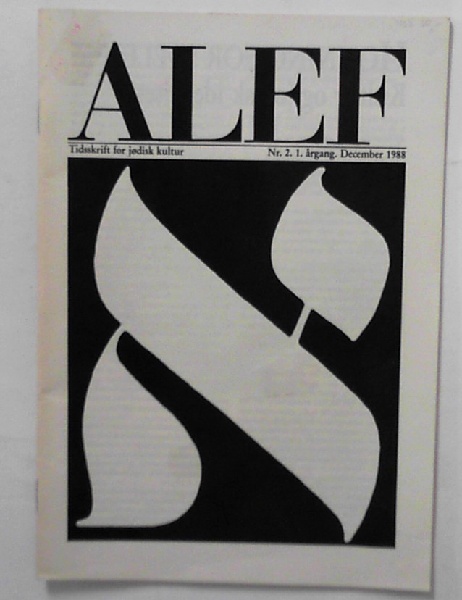 ALEF
Tidsskrift for jødisk kultur Nr. 2. 1. årgang. December 1988
א